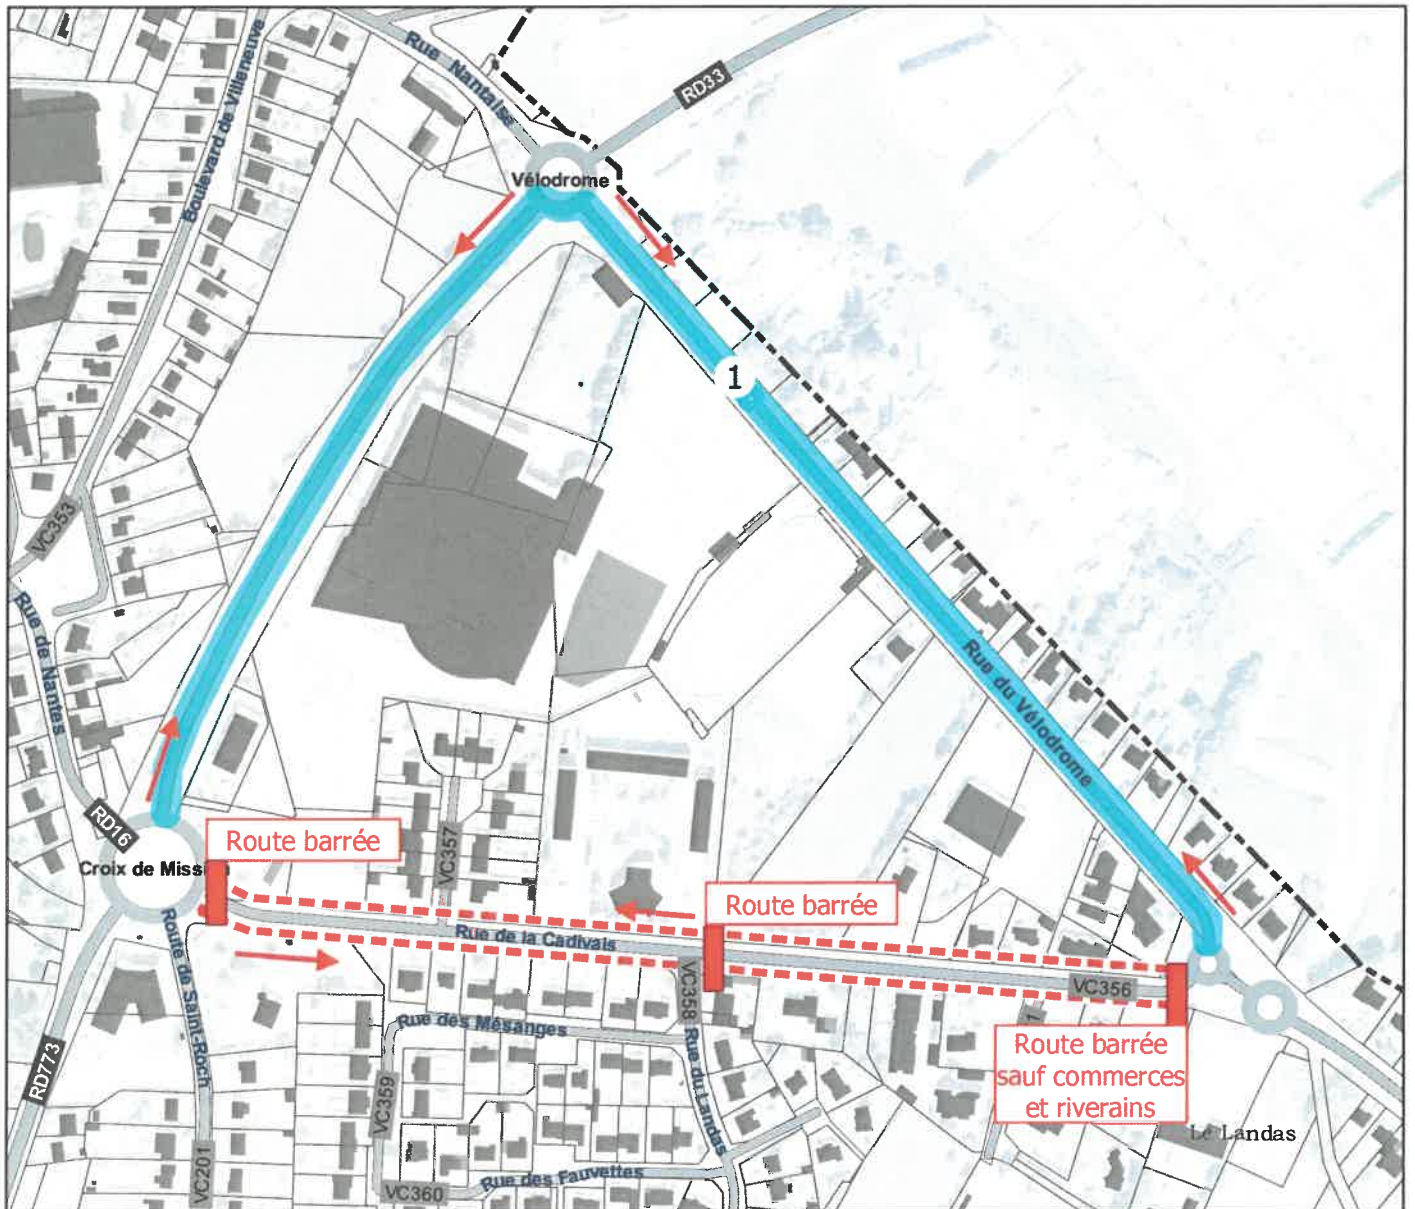 Rue Nantaise
RD33
Boulevard de Villeneuve
Vélodrome
1
VC353
Rue de Nantes
Rue du Vélodrome
RD16
Route barrée
VC357
Croix de Miss
Route barrée
Rue de la Cadivais
Route de Saint-Roch
VC358
VC356
1
Rue des Mésanges
Rue du Landas
Route barrée
sauf commerces
et riverains
RD773
VC359
Le Landas
VC201
Rue des Fauvettes
VC360